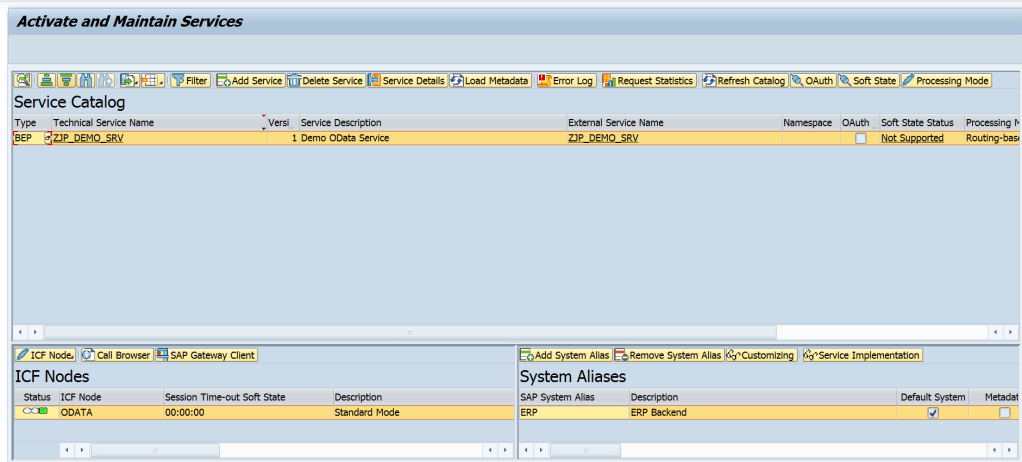 Activate and Maintain Services
Filter Add Service Delete Service Service Details Load Metadata Error Log Request Statistics Refresh Catalog OAuth Soft State Processing Mode
Service Catalog
Type Technical Service Name Versi Service Description External Service Name Namespace OAuth Soft State Status Processing M
BEP ZJP_DEMO_SRV 1 Demo OData Service ZJP_DEMO_SRV Not Supported Routing-base
ICF Node Call Browser SAP Gateway Client
ICF Nodes
Status ICF Node Session Time-out Soft State Description
ODATA 00:00:00 Standard Mode
Add System Alias Remove System Alias Customizing Service Implementation
System Aliases
SAP System Alias Description Default System Metadat
ERP ERP Backend